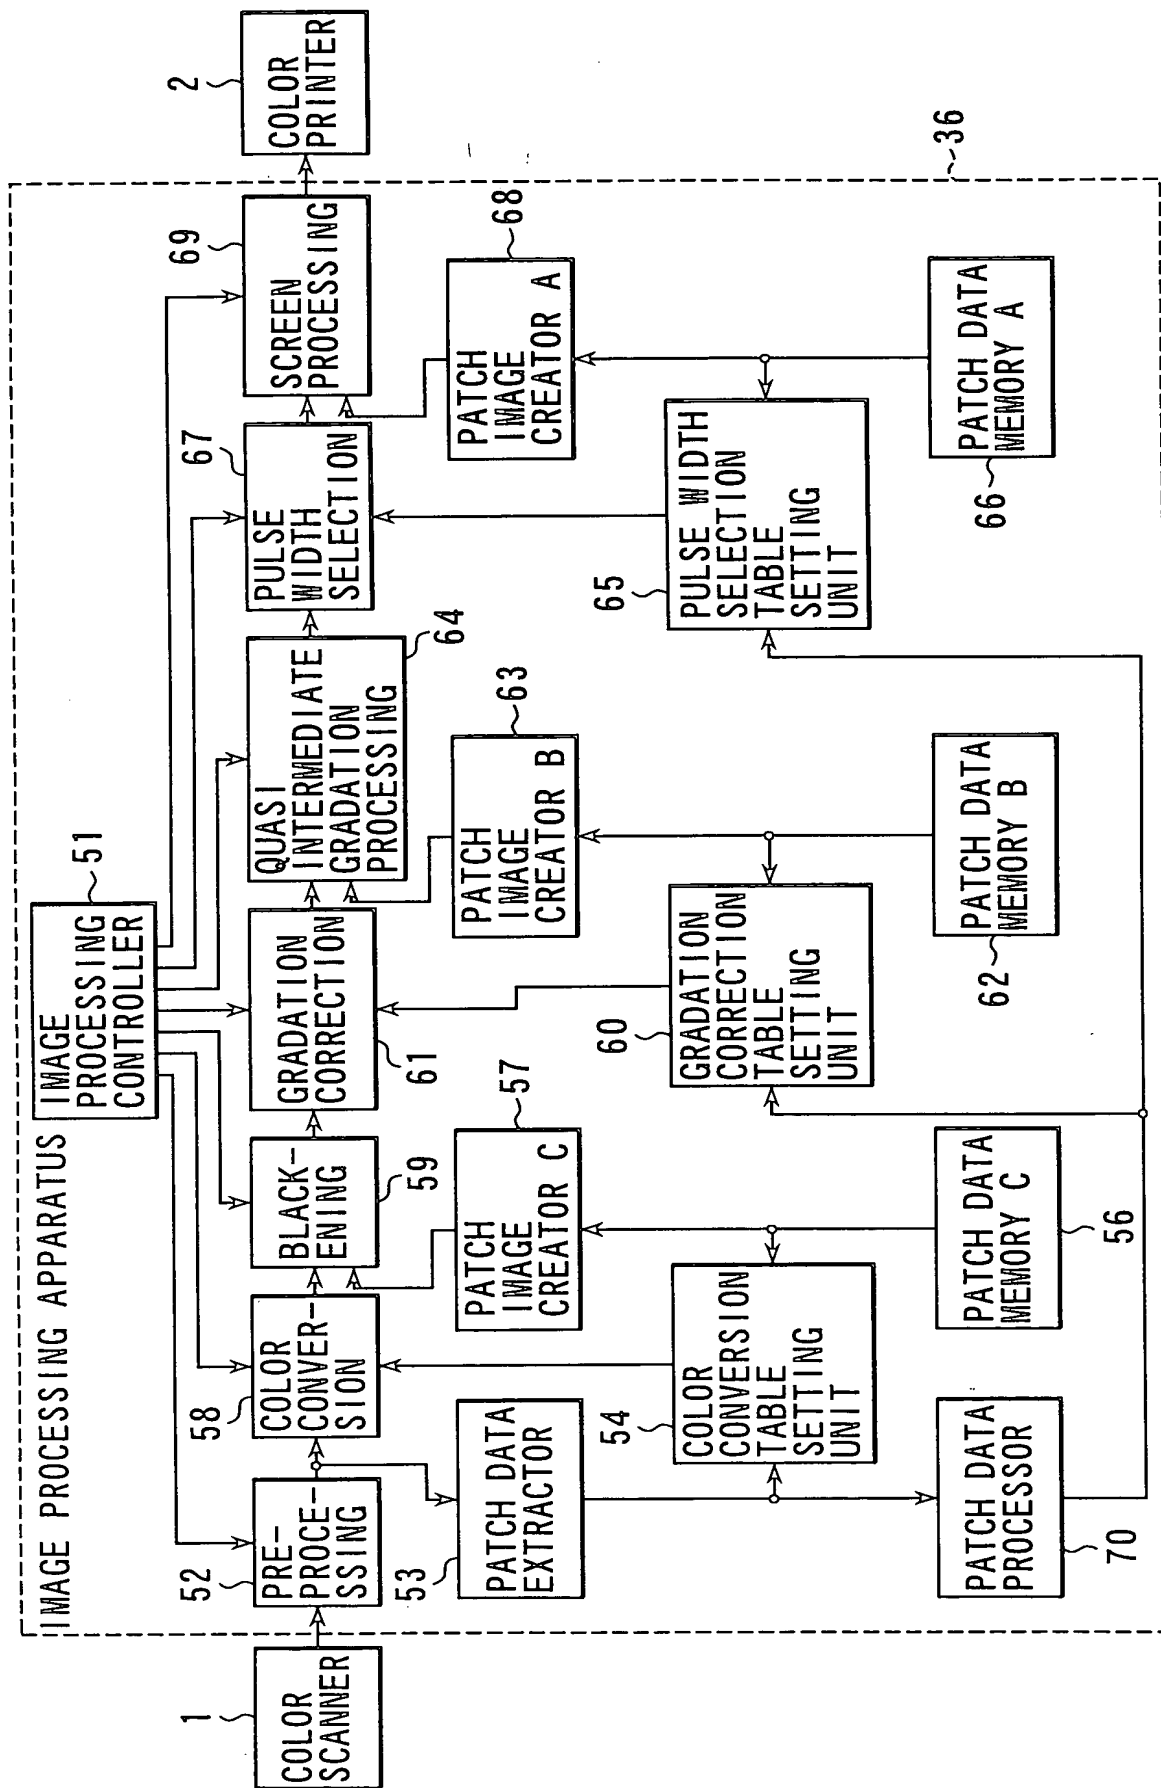 IMAGE PROCESSING APPARATUS
36
IMAGE
PROCESSING
CONTROLLER
51
COLOR
SCANNER
1
PRE-
PROCE-
SSING
52
COLOR
CONVER-
SION
58
BLACK-
ENING
59
GRADATION
CORRECTION
61
QUASI
INTERMEDIATE
GRADATION
PROCESSING
64
PULSE
WIDTH
SELECTION
67
SCREEN
PROCESSING
69
COLOR
PRINTER
2
PATCH DATA
EXTRACTOR
53
PATCH
IMAGE
CREATOR C
57
PATCH
IMAGE
CREATOR B
63
PATCH
IMAGE
CREATOR A
68
COLOR
CONVERSION
TABLE
SETTING
UNIT
54
GRADATION
CORRECTION
TABLE
SETTING
UNIT
60
PULSE WIDTH
SELECTION
TABLE
SETTING
UNIT
65
PATCH DATA
PROCESSOR
70
PATCH DATA
MEMORY C
56
PATCH DATA
MEMORY B
62
PATCH DATA
MEMORY A
66